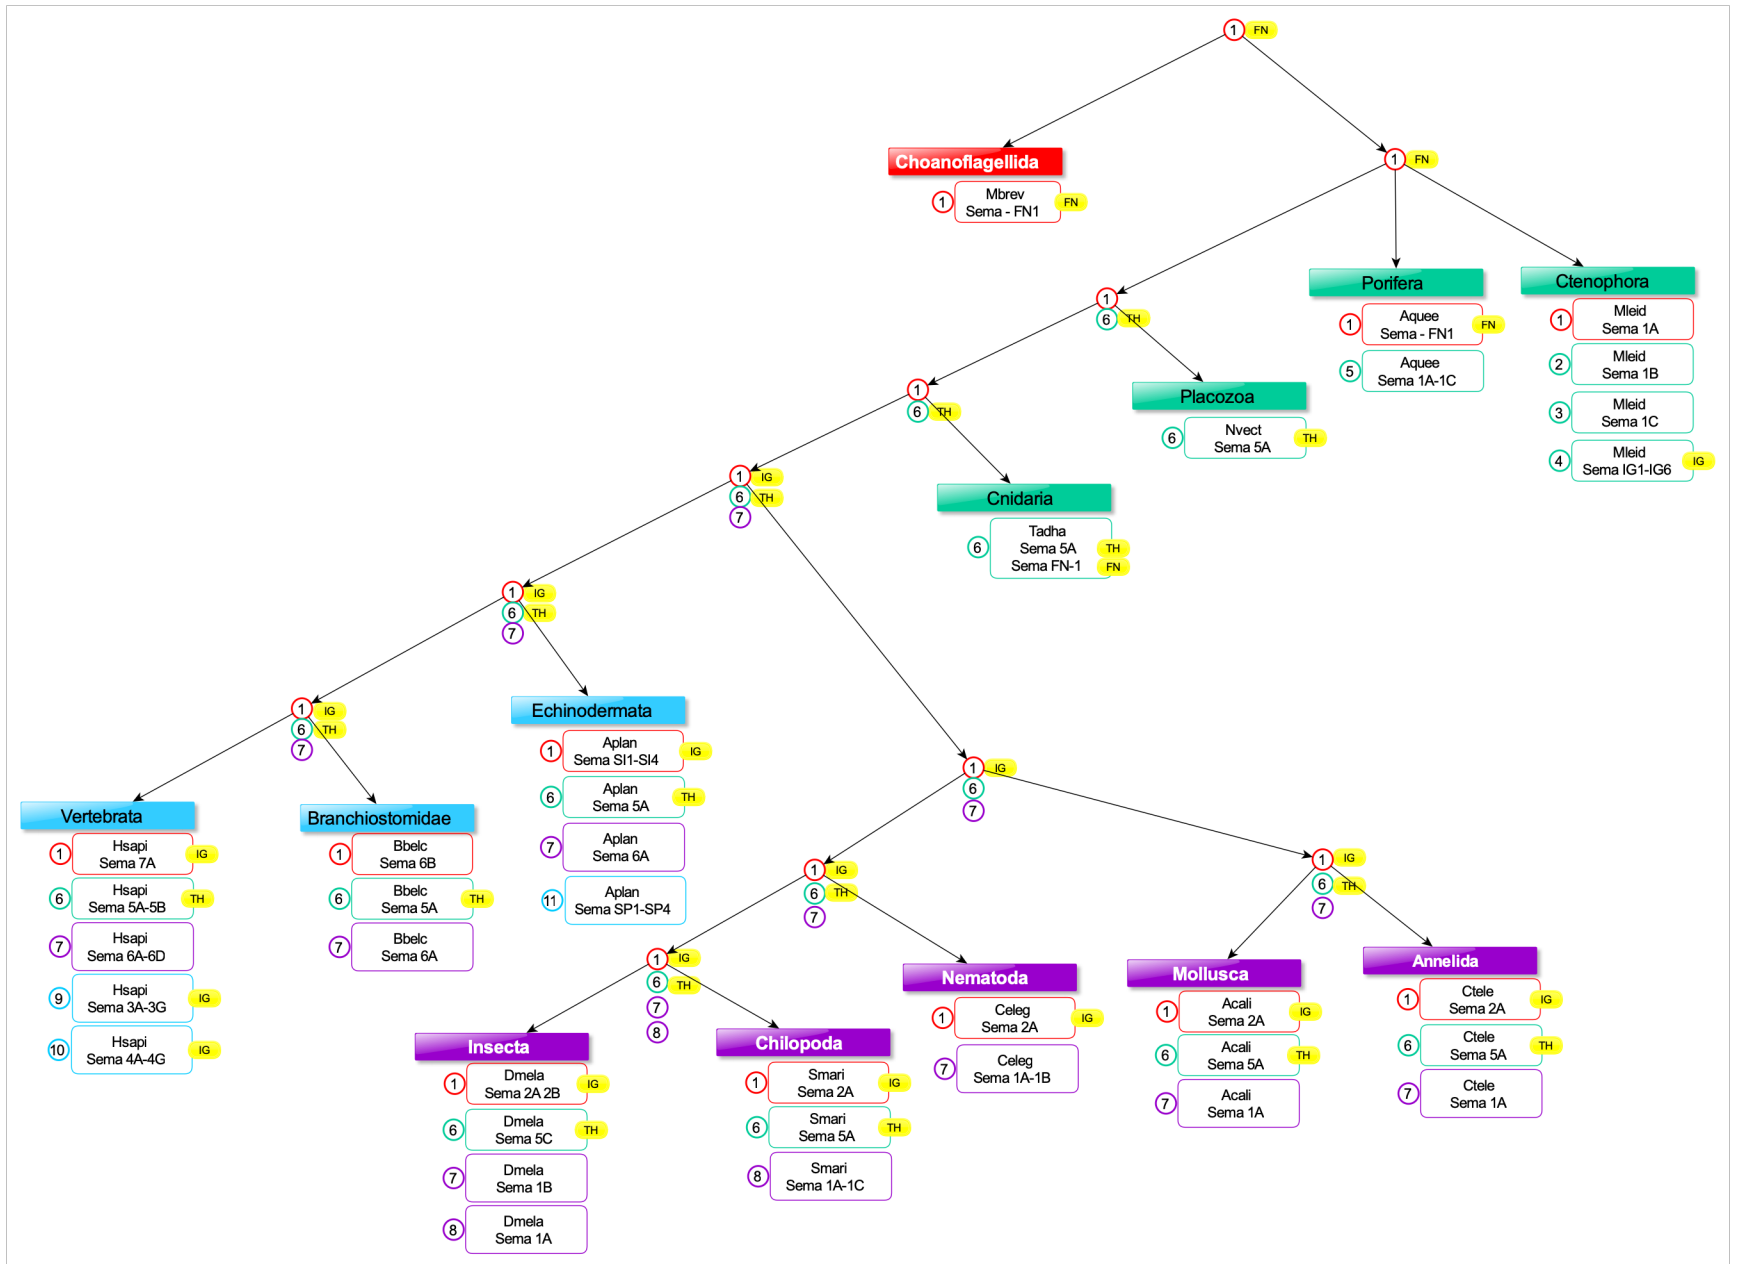 1 FN
Choanoflagellida
1 Mbrev
Sema - FN1 FN
1 FN
Porifera
1 Aquee
Sema - FN1 FN
5 Aquee
Sema 1A-1C
Ctenophora
1 Mleid
Sema 1A
2 Mleid
Sema 1B
3 Mleid
Sema 1C
4 Mleid
Sema IG1-IG6 IG
1
6 TH
Placozoa
6 Nvect
Sema 5A TH
1
6 TH
Cnidaria
6 Tadha
Sema 5A TH
Sema FN-1 FN
1 IG
6 TH
7
1 IG
6 TH
7
Echinodermata
1 Aplan
Sema SI1-SI4 IG
6 Aplan
Sema 5A TH
7 Aplan
Sema 6A
11 Aplan
Sema SP1-SP4
1 IG
6 TH
7
Vertebrata
1 Hsapi
Sema 7A IG
6 Hsapi
Sema 5A-5B TH
7 Hsapi
Sema 6A-6D
9 Hsapi
Sema 3A-3G IG
10 Hsapi
Sema 4A-4G IG
Branchiostomidae
1 Bbelc
Sema 6B
6 Bbelc
Sema 5A TH
7 Bbelc
Sema 6A
1 IG
6
7
1 IG
6 TH
7
1 IG
6 TH
7
8
Insecta
1 Dmela
Sema 2A 2B IG
6 Dmela
Sema 5C TH
7 Dmela
Sema 1B
8 Dmela
Sema 1A
Chilopoda
1 Smari
Sema 2A IG
6 Smari
Sema 5A TH
8 Smari
Sema 1A-1C
Nematoda
1 Celeg
Sema 2A IG
7 Celeg
Sema 1A-1B
1 IG
6 TH
7
Mollusca
1 Acali
Sema 2A IG
6 Acali
Sema 5A TH
7 Acali
Sema 1A
Annelida
1 Ctele
Sema 2A IG
6 Ctele
Sema 5A TH
7 Ctele
Sema 1A